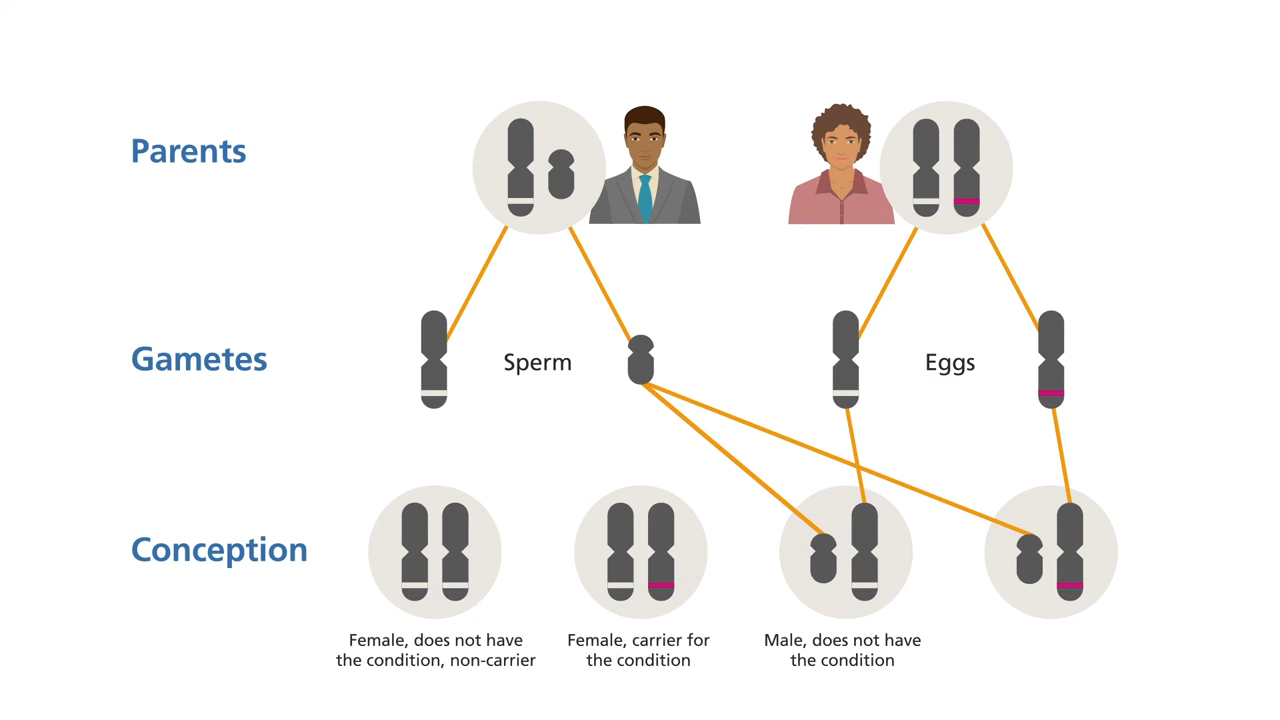 Parents
Gametes
Sperm
Eggs
Conception
Female, does not have
the condition, non-carrier
Female, carrier for
the condition
Male, does not have
the condition